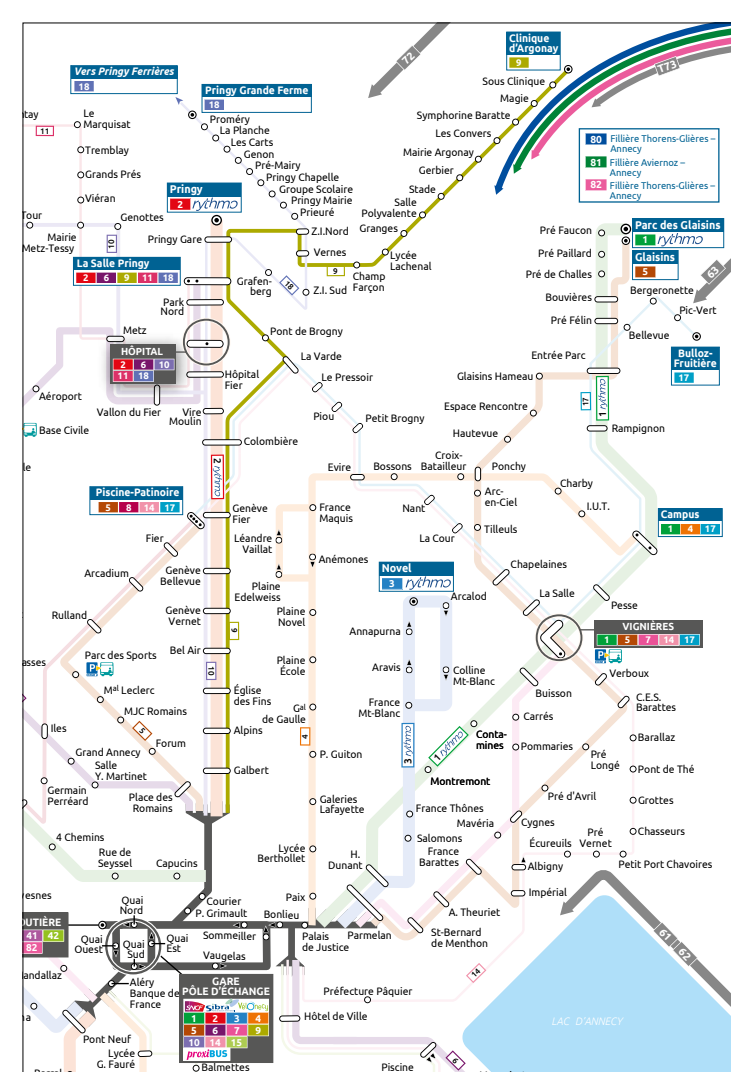 Clinique
d'Argonay
9
72
T73
Vers Pringy Ferrières
18
Pringy Grande Ferme
18
Sous Clinique
Magie
Symphorine Baratte
Les Convers
Mairie Argonay
Gerbier
Stade
Salle
Polyvalente
Granges
Lycée
Lachenal
Champ
Farçon
9
80 Fillière Thorens-Glières –
Annecy
81 Fillière Aviernoz –
Annecy
82 Fillière Thorens-Glières –
Annecy
Proméry
La Planche
Les Carts
Genon
Pré-Mairy
Pringy Chapelle
Groupe Scolaire
Pringy Mairie
Prieuré
Z.I.Nord
Vernes
18
Z.I. Sud
tay
11
Le
Marquisat
Tremblay
Grands Prés
Viéran
Tour
Genottes
Mairie
Metz-Tessy
10
Pringy
2 rythmo
Pringy Gare
La Salle Pringy
2 6 9 11 18
Grafen-
berg
Park
Nord
Metz
HÔPITAL
2 6 10
11 18
Hôpital
Fier
Vallon du Fier
Vire
Moulin
Aéroport
Base Civile
le
Colombière
2 rythmo
Pont de Brogny
La Varde
Le Pressoir
Piou
Petit Brogny
Pré Faucon
Pré Paillard
Pré de Challes
Bouvières
Pré Félin
Entrée Parc
Parc des Glaisins
1 rythmo
Glaisins
5
63
Bergeronette
Pic-Vert
Bellevue
Bulloz-
Fruitière
17
Glaisins Hameau
Espace Rencontre
Hautevue
17
1 rythmo
Rampignon
Croix-
Batailleur
Ponchy
Evire
Bossons
Arc-
en-Ciel
Nant
La Cour
Tilleuls
Charby
I.U.T.
Campus
1 4 17
Piscine-Patinoire
5 8 14 17
Genève
Fier
France
Maquis
Léandre
Vaillat
Anémones
Plaine
Edelweiss
Fier
Arcadium
Rulland
Genève
Bellevue
Genève
Vernet
9
Bel Air
10
Plaine
Novel
Plaine
École
Novel
3 rythmo
Arcalod
Annapurna
Aravis
Colline
Mt-Blanc
France
Mt-Blanc
Chapelaines
La Salle
Pesse
VIGNIÈRES
1 5 7 14 17
Buisson
Verboux
C.E.S.
Barattes
asses
Parc des Sports
Mal Leclerc
MJC Romains
5
Forum
Iles
Grand Annecy
Salle
Y. Martinet
Germain
Perréard
Place des
Romains
Église
des Fins
Alpins
Galbert
Gal
de Gaulle
4
P. Guiton
Galeries
Lafayette
3 rythmo
1 rythmo
Conta-
mines
Montremont
Carrés
Pommaries
Pré
Longé
Barallaz
Pont de Thé
Grottes
Chasseurs
Pré d'Avril
Cygnes
Mavéria
Écureuils
Pré
Vernet
Petit Port Chavoires
France Thônes
Salomons
France
Barattes
Albigny
Impérial
4 Chemins
Rue de
Seyssel
Capucins
Lycée
Berthollet
H.
Dunant
A. Theuriet
St-Bernard
de Menthon
Paix
vesnes
Courier
P. Grimault
Quai
Nord
OUTIÈRE
41 42
82
Quai
Ouest
Quai
Sud
Quai
Est
Sommeiller
Bonlieu
Vaugelas
Palais
de Justice
Parmelan
61 62
14
andallaz
Aléry
Banque de
France
GARE
PÔLE D'ÉCHANGE
SNCF Sibra Vélonecy
1 2 3 4
5 6 7 9
10 14 15
proxiBUS
Préfecture Pâquier
Hôtel de Ville
LAC D'ANNECY
na
Pont Neuf
Lycée
G. Fauré
Balmettes
Piscine
6